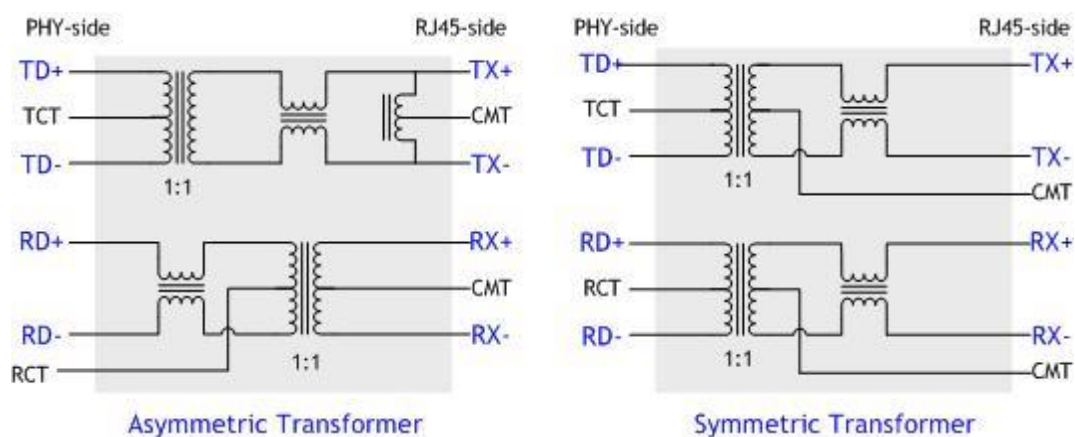 PHY-side
RJ45-side
TD+
TX+
TCT
CMT
TD-
TX-
1:1
RD+
RX+
CMT
RD-
RX-
RCT
1:1
Asymmetric Transformer
PHY-side
RJ45-side
TD+
TX+
TCT
TD-
TX-
1:1
CMT
RD+
RX+
RCT
RD-
RX-
1:1
CMT
Symmetric Transformer